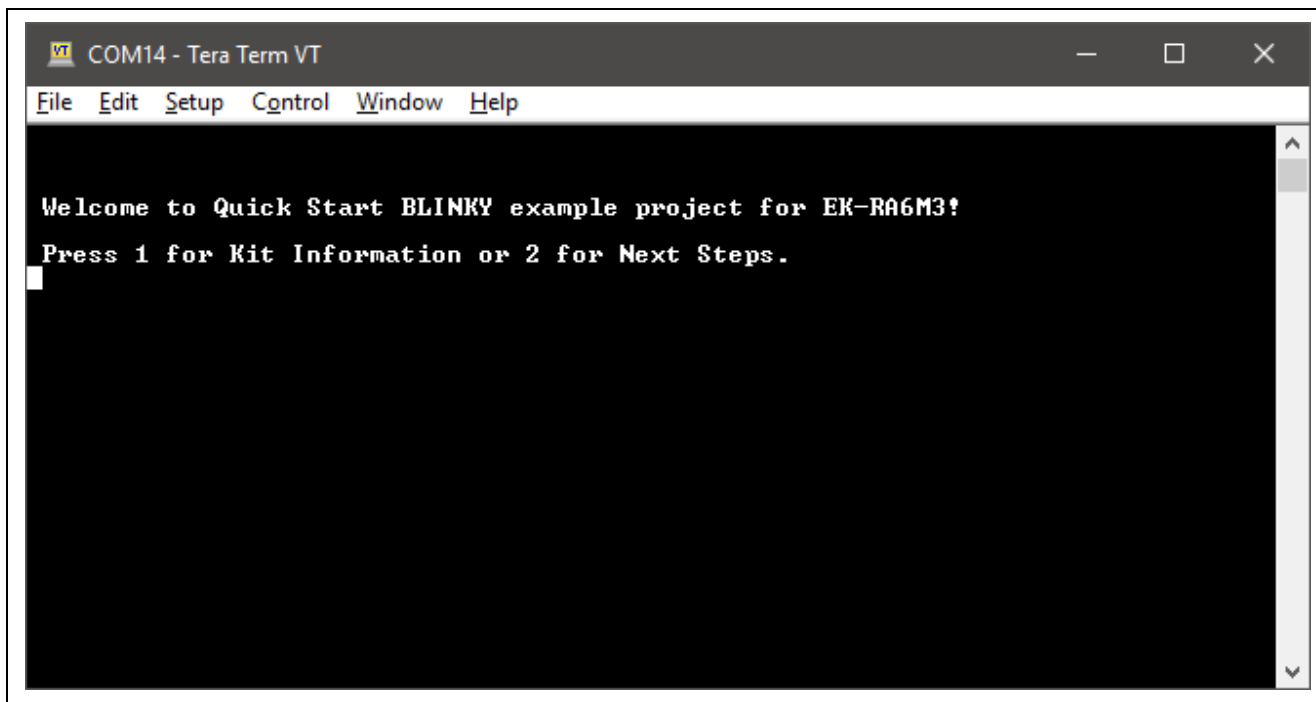 VT COM14 - Tera Term VT
File Edit Setup Control Window Help
Welcome to Quick Start BLINKY example project for EK-RA6M3!
Press 1 for Kit Information or 2 for Next Steps.